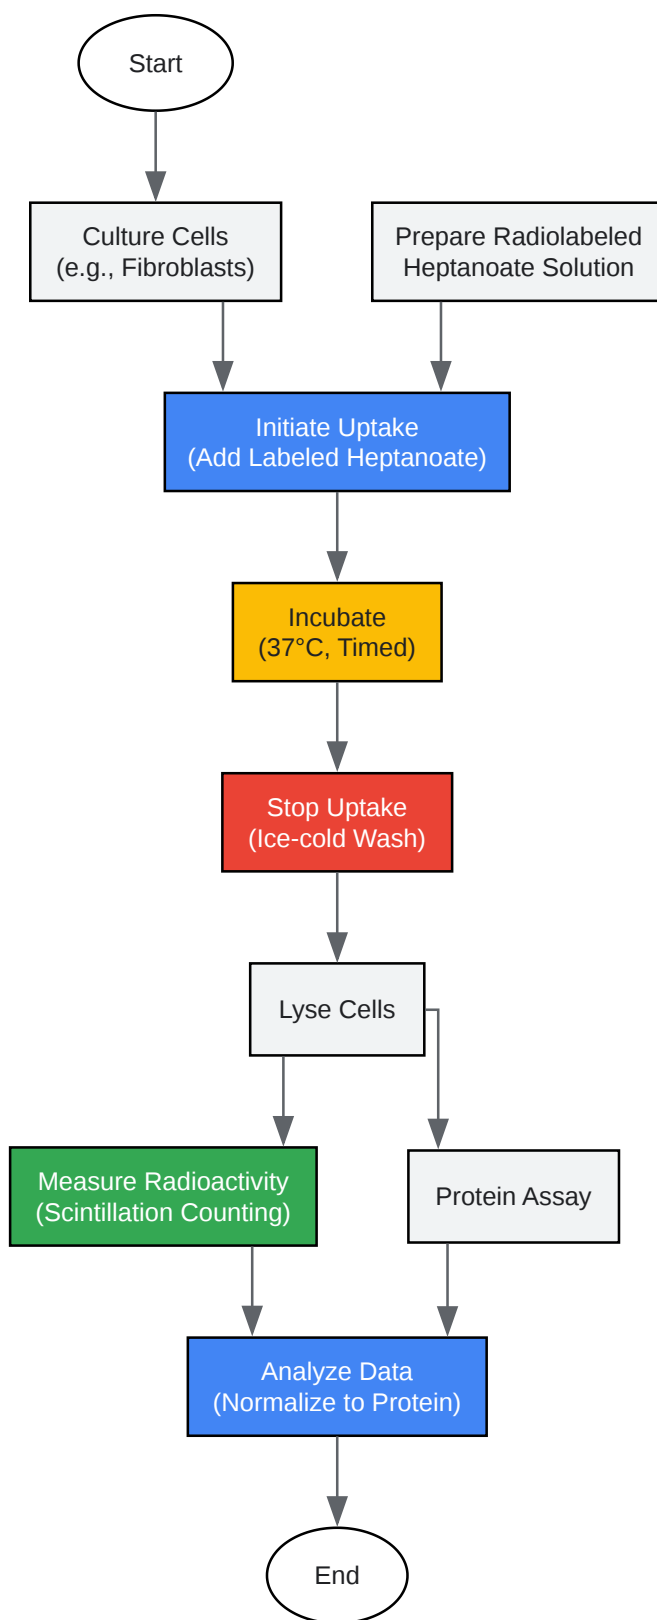 Start
Culture Cells
(e.g., Fibroblasts)
Prepare Radiolabeled
Heptanoate Solution
Initiate Uptake
(Add Labeled Heptanoate)
Incubate
(37°C, Timed)
Stop Uptake
(Ice-cold Wash)
Lyse Cells
Measure Radioactivity
(Scintillation Counting)
Protein Assay
Analyze Data
(Normalize to Protein)
End